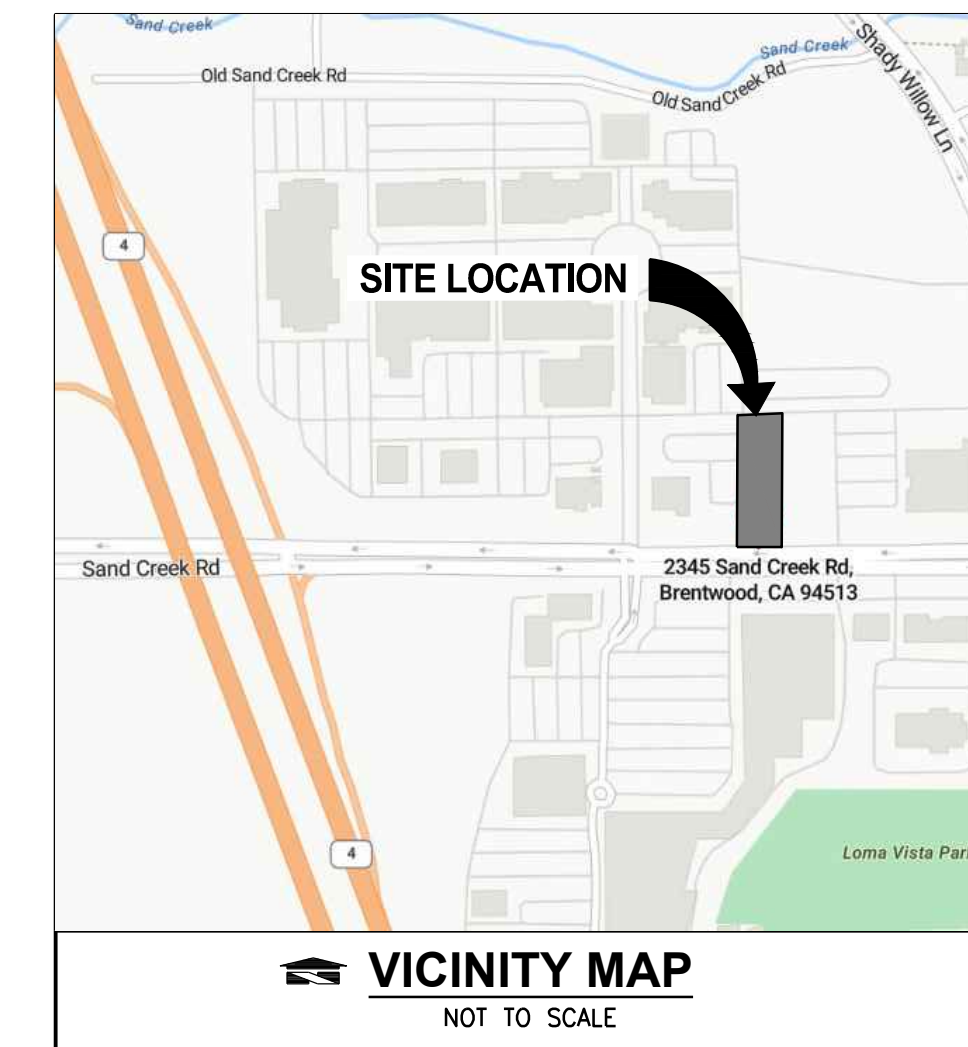 Sand Creek
Old Sand Creek Rd
Sand Creek
Old Sand Creek Rd
Shady Willow Ln
4
SITE LOCATION
Sand Creek Rd
2345 Sand Creek Rd,
Brentwood, CA 94513
4
Loma Vista Par
VICINITY MAP
NOT TO SCALE